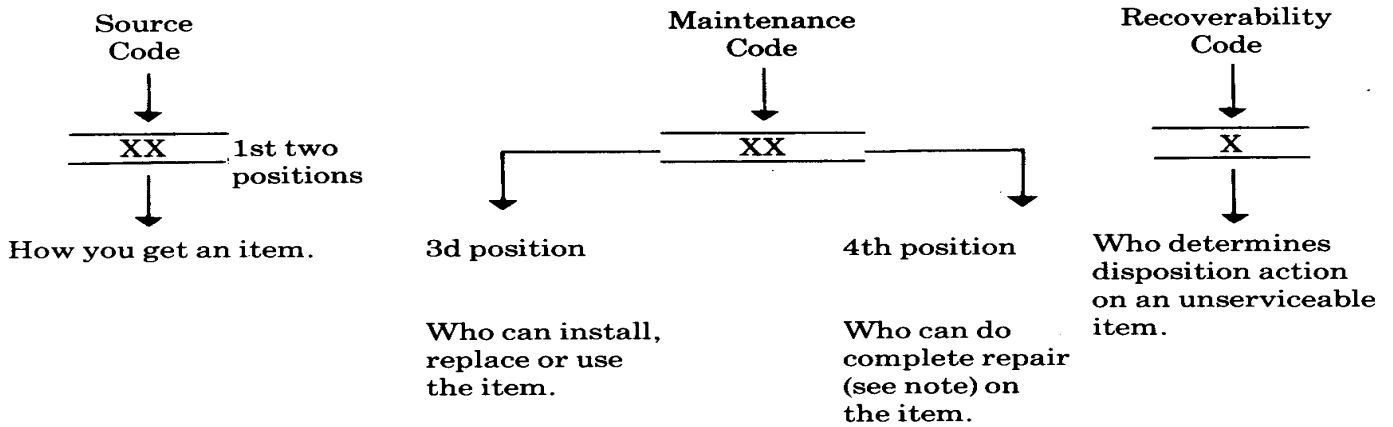 Source
Code
XX
1st two
positions
How you get an item.
Maintenance
Code
XX
3d position
Who can install,
replace or use
the item.
4th position
Who can do
complete repair
(see note) on
the item.
Recoverability
Code
X
Who determines
disposition action
on an unserviceable
item.